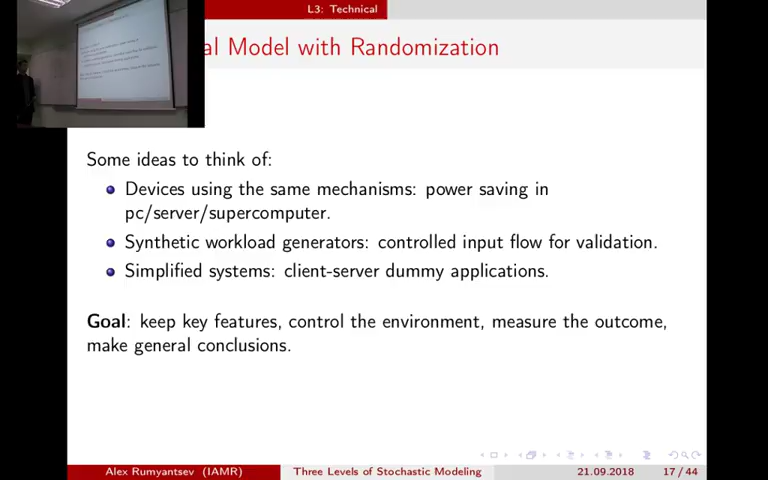 L3: Technical
al Model with Randomization
Some ideas to think of:
Devices using the same mechanisms: power saving in
pc/server/supercomputer.
Synthetic workload generators: controlled input flow for validation.
Simplified systems: client-server dummy applications.
Goal: keep key features, control the environment, measure the outcome,
make general conclusions.
Alex Rumyantsev (IAMR) Three Levels of Stochastic Modeling 21.09.2018 17 / 44